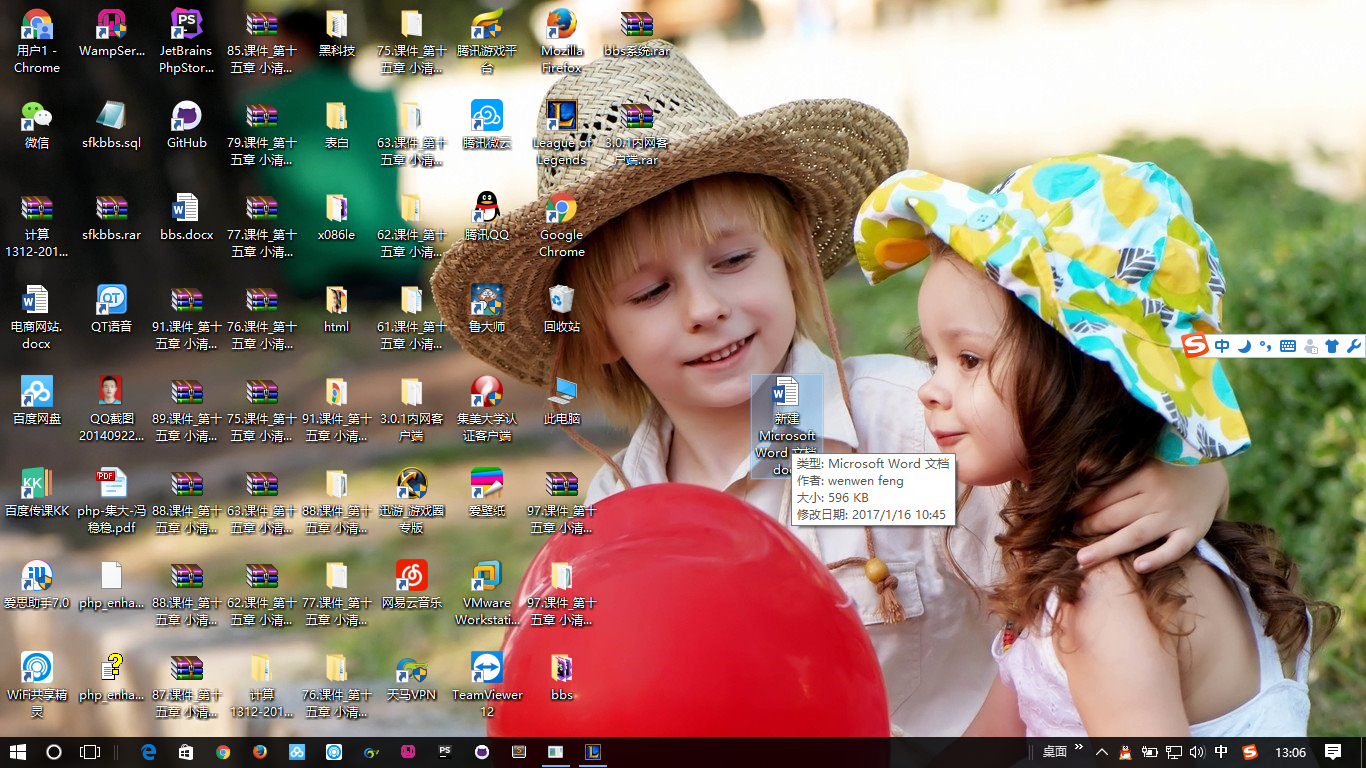 用户1 -
Chrome
WampSer...
JetBrains
PhpStor...
85.课件_第十
五章 小清...
黑科技
75.课件_第十
五章 小清...
腾讯游戏平
台
Mozilla
Firefox
bbs系统.rar
微信
sfkbbs.sql
GitHub
79.课件_第十
五章 小清...
表白
63.课件_第十
五章 小清...
腾讯微云
League of
Legends
3.0.1内网客
户端.rar
计算
1312-201...
sfkbbs.rar
bbs.docx
77.课件_第十
五章 小清...
x086le
62.课件_第十
五章 小清...
腾讯QQ
Google
Chrome
电商网站.
docx
QT语音
91.课件_第十
五章 小清...
76.课件_第十
五章 小清...
html
61.课件_第十
五章 小清...
鲁大师
回收站
百度网盘
QQ截图
20140922...
89.课件_第十
五章 小清...
75.课件_第十
五章 小清...
91.课件_第十
五章 小清...
3.0.1内网客
户端
集美大学认
证客户端
此电脑
新建
Microsoft
Word 文档
类型: Microsoft Word 文档
作者: wenwen feng
大小: 596 KB
修改日期: 2017/1/16 10:45
百度传课KK
php-集大-冯
稳稳.pdf
88.课件_第十
五章 小清...
63.课件_第十
五章 小清...
88.课件_第十
五章 小清...
迅游 游戏器
专版
爱壁纸
97.课件_第十
五章 小清...
爱思助手7.0
php_enha...
88.课件_第十
五章 小清...
62.课件_第十
五章 小清...
77.课件_第十
五章 小清...
网易云音乐
VMware
Workstati...
97.课件_第十
五章 小清...
WiFi共享精
灵
php_enha...
87.课件_第十
五章 小清...
计算
1312-201...
76.课件_第十
五章 小清...
天马VPN
TeamViewer
12
bbs
中
桌面
中
13:06